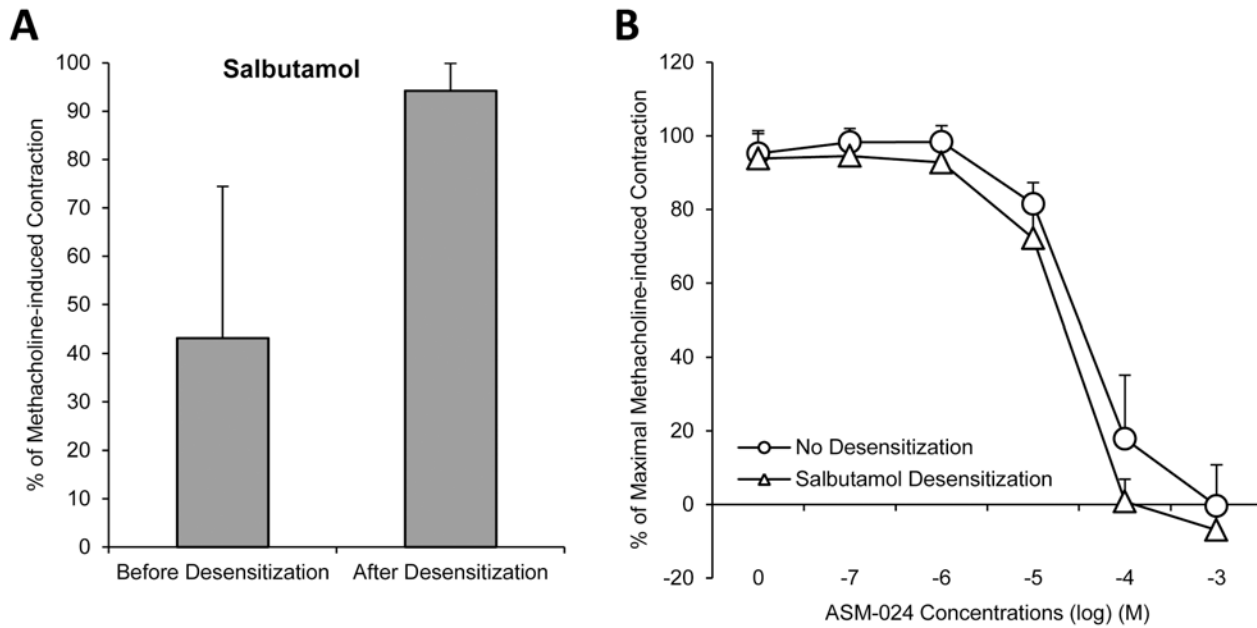 A
Salbutamol
% of Methacholine-induced Contraction
100
90
80
70
60
50
40
30
20
10
0
Before Desensitization
After Desensitization
B
% of Maximal Methacholine-induced Contraction
120
100
80
60
40
20
0
-20
No Desensitization
Salbutamol Desensitization
0
-7
-6
-5
-4
-3
ASM-024 Concentrations (log) (M)